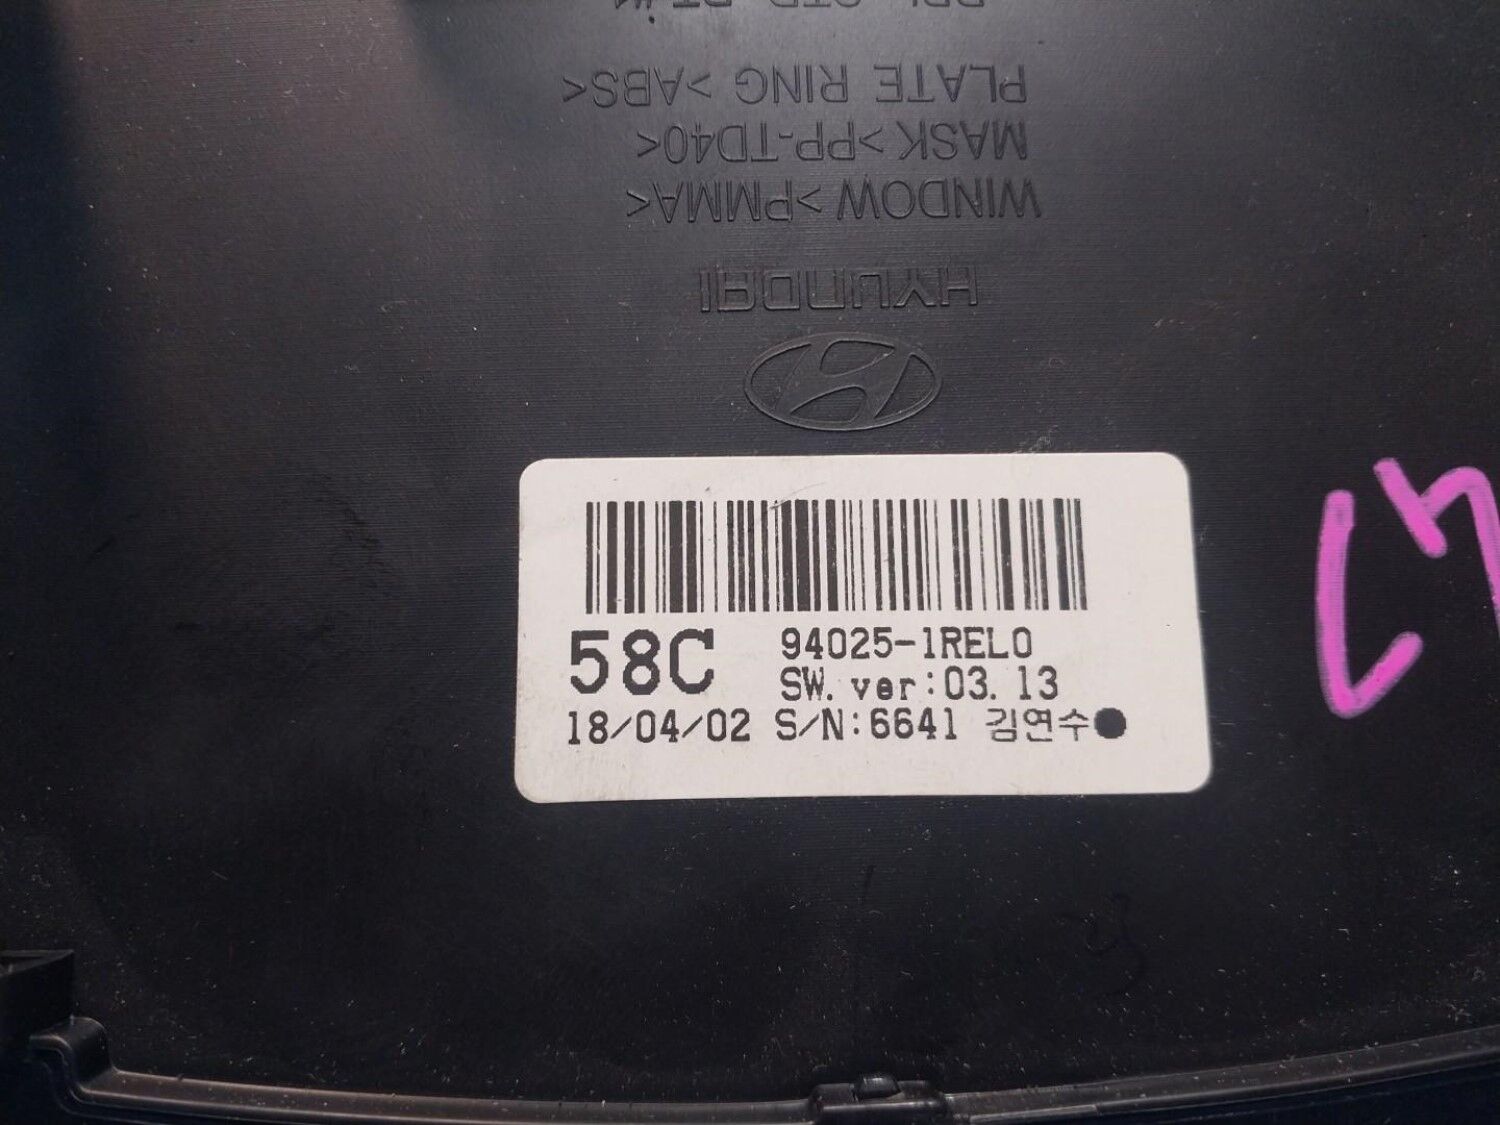 HYUNDAI
WINDOW >PMMA<
MASK >PP-TD40<
PLATE RING >ABS<
58C 94025-1REL0
SW. ver:03.13
18/04/02 S/N:6641 김연수●